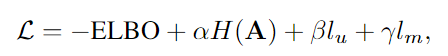 ℒ = −ELBO + αH(𝐀) + βl_u + γl_m,